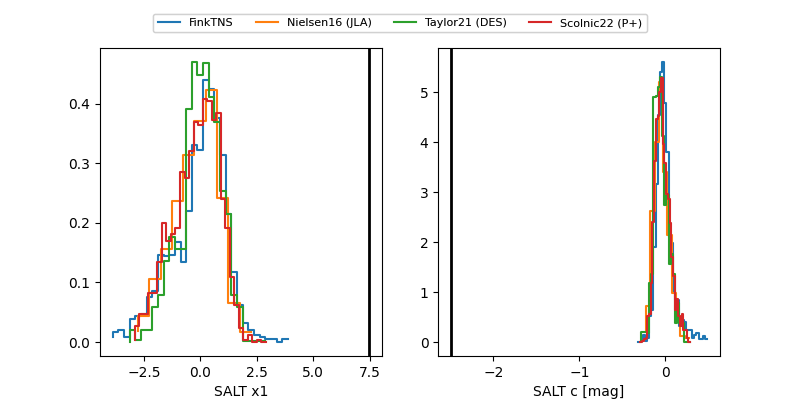 FinkTNS Nielsen16 (JLA) Taylor21 (DES) Scolnic22 (P+)
0.4
0.3
0.2
0.1
0.0
−2.5 0.0 2.5 5.0 7.5
SALT x1
5
4
3
2
1
0
−2 −1 0
SALT c [mag]